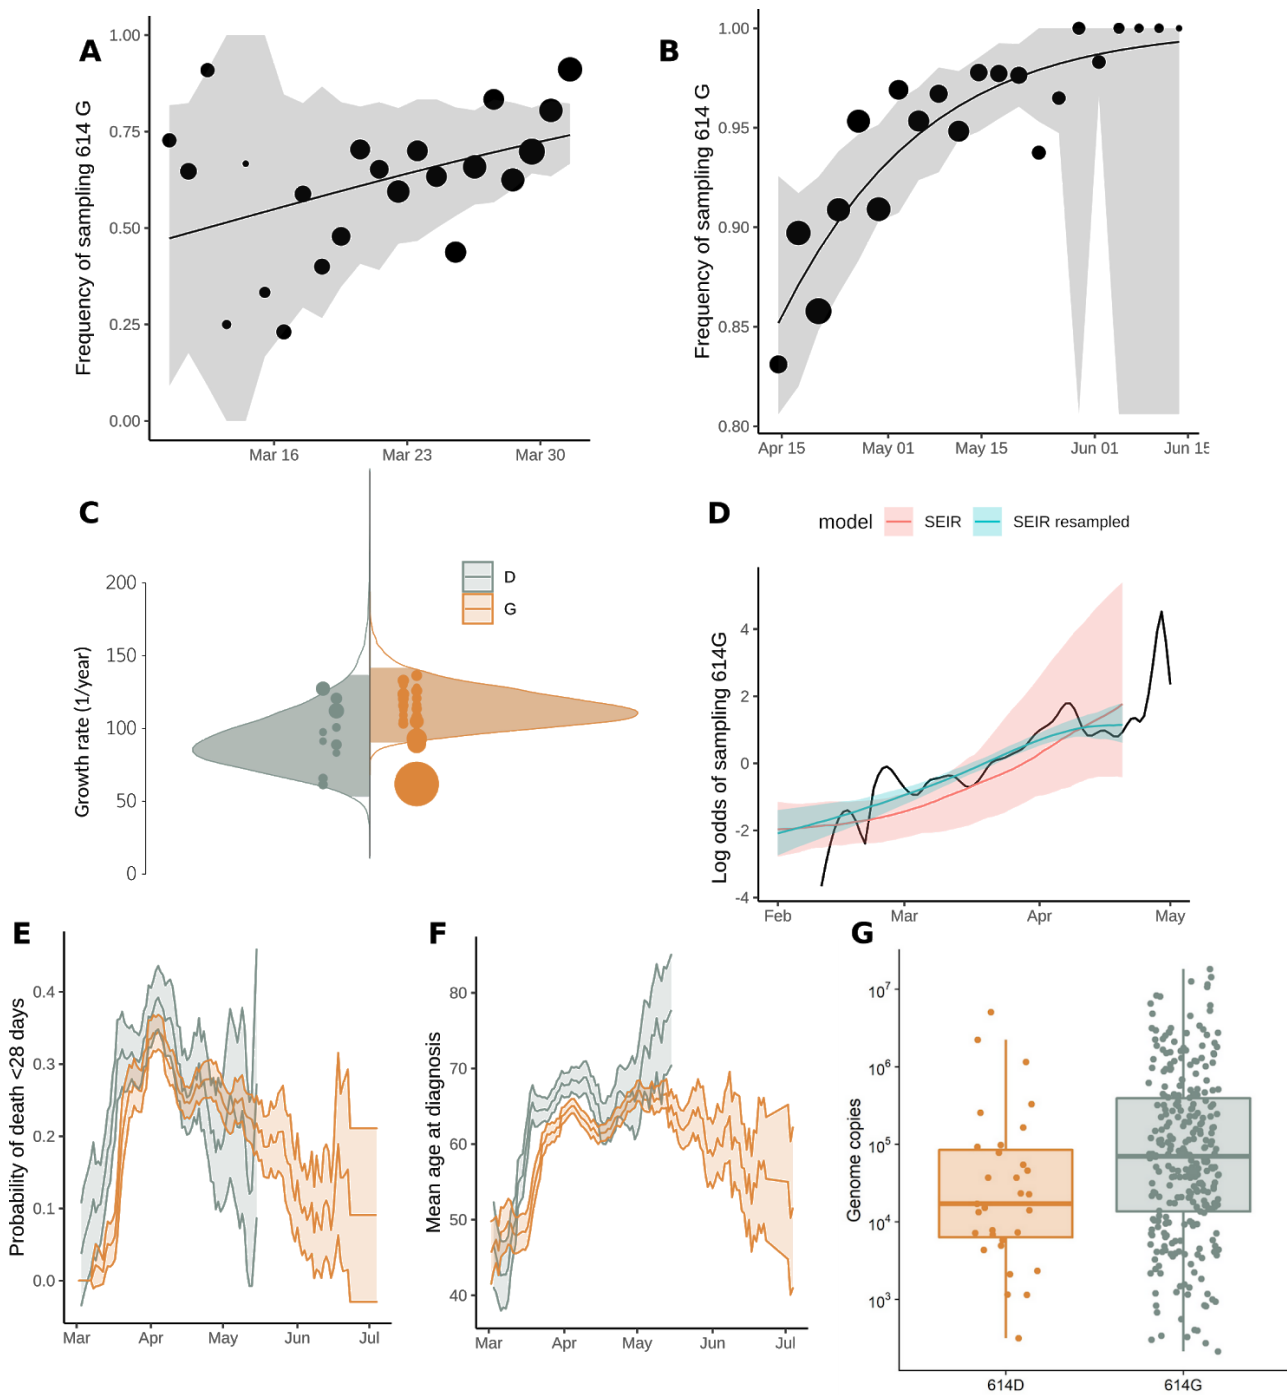 A
Frequency of sampling 614 G
1.00
0.75
0.50
0.25
0.00
Mar 16
Mar 23
Mar 30
B
Frequency of sampling 614 G
1.00
0.95
0.90
0.85
0.80
Apr 15
May 01
May 15
Jun 01
Jun 15
C
Growth rate (1/year)
200
150
100
50
0
D
G
D
model
SEIR
SEIR resampled
Log odds of sampling 614G
4
2
0
-2
-4
Feb
Mar
Apr
May
E
Probability of death <28 days
0.4
0.3
0.2
0.1
0.0
Mar
Apr
May
Jun
Jul
F
Mean age at diagnosis
80
70
60
50
40
Mar
Apr
May
Jun
Jul
G
Genome copies
10⁷
10⁶
10⁵
10⁴
10³
614D
614G